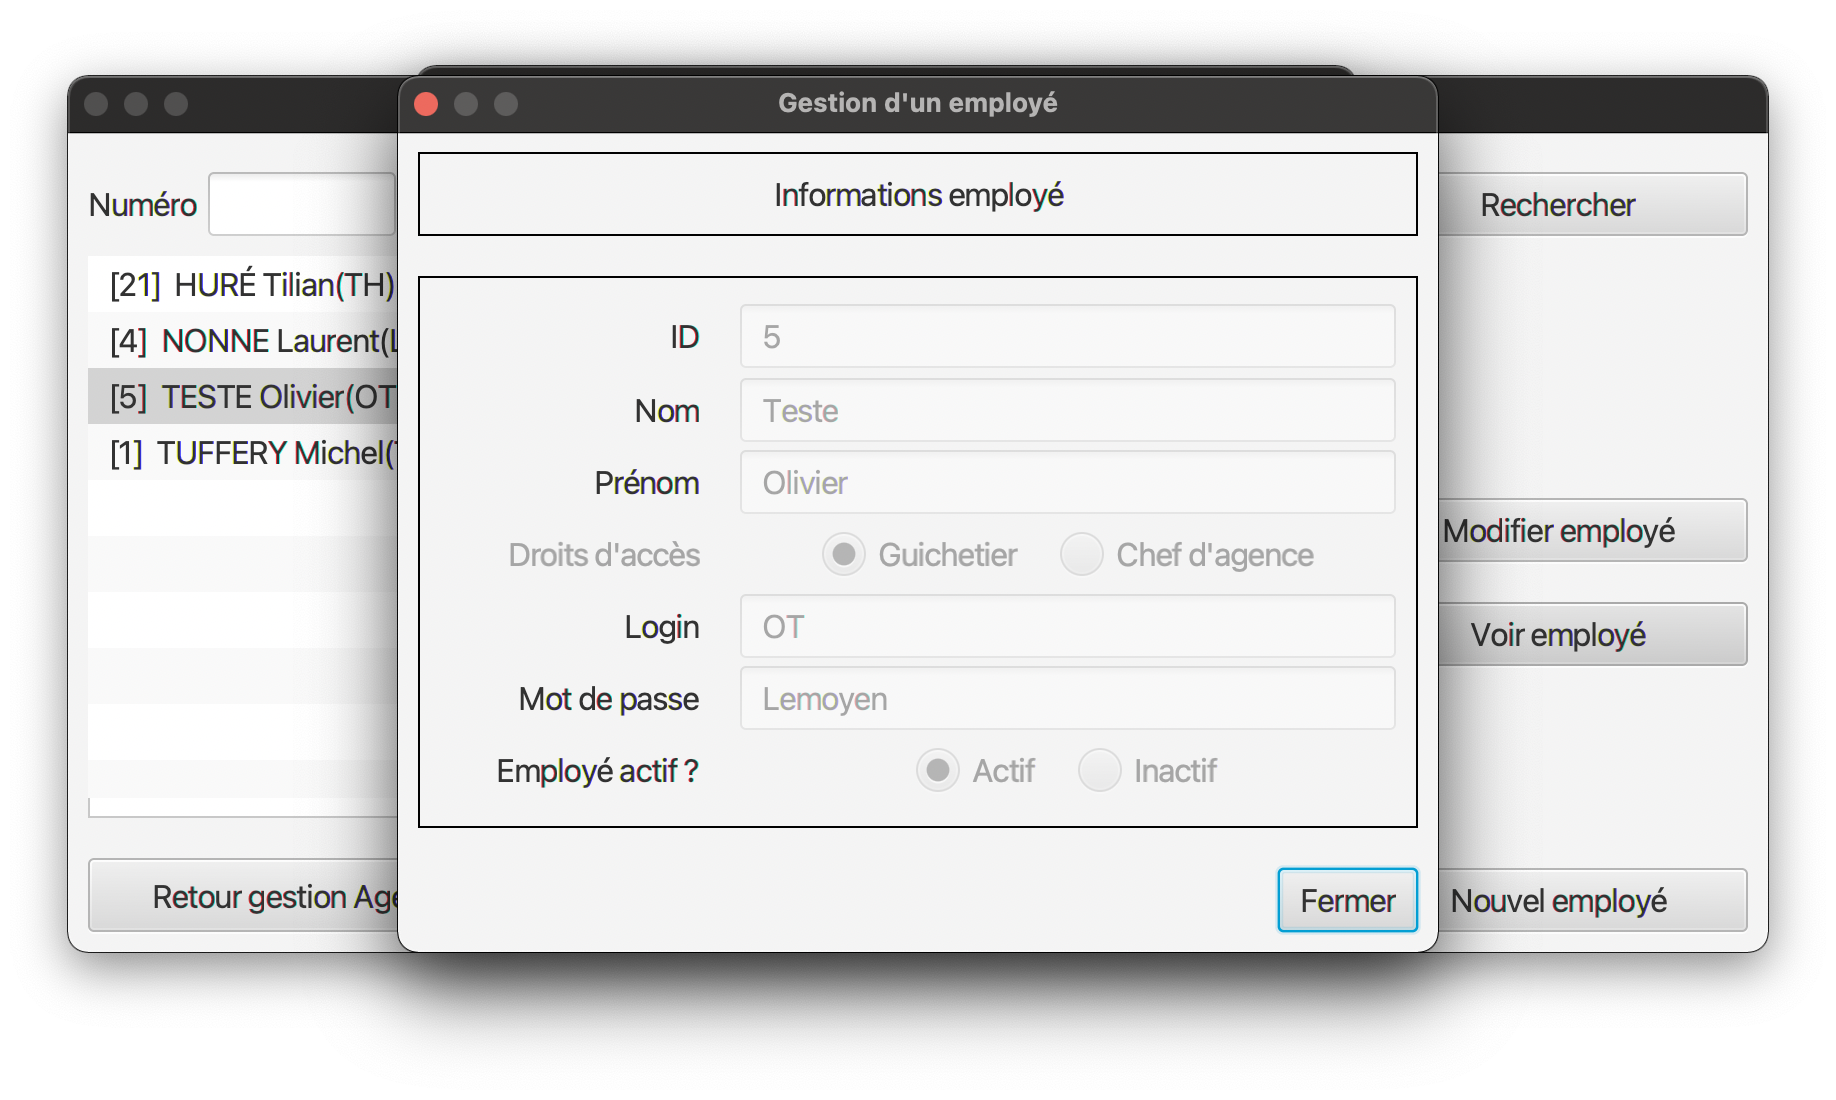 Gestion d'un employé
Informations employé
Numéro
Rechercher
[21] HURÉ Tilian(TH)
[4] NONNE Laurent(
[5] TESTE Olivier(OT
[1] TUFFERY Michel(
ID 5
Nom Teste
Prénom Olivier
Droits d'accès Guichetier Chef d'agence
Login OT
Mot de passe Lemoyen
Employé actif ? Actif Inactif
Modifier employé
Voir employé
Retour gestion Age
Fermer
Nouvel employé